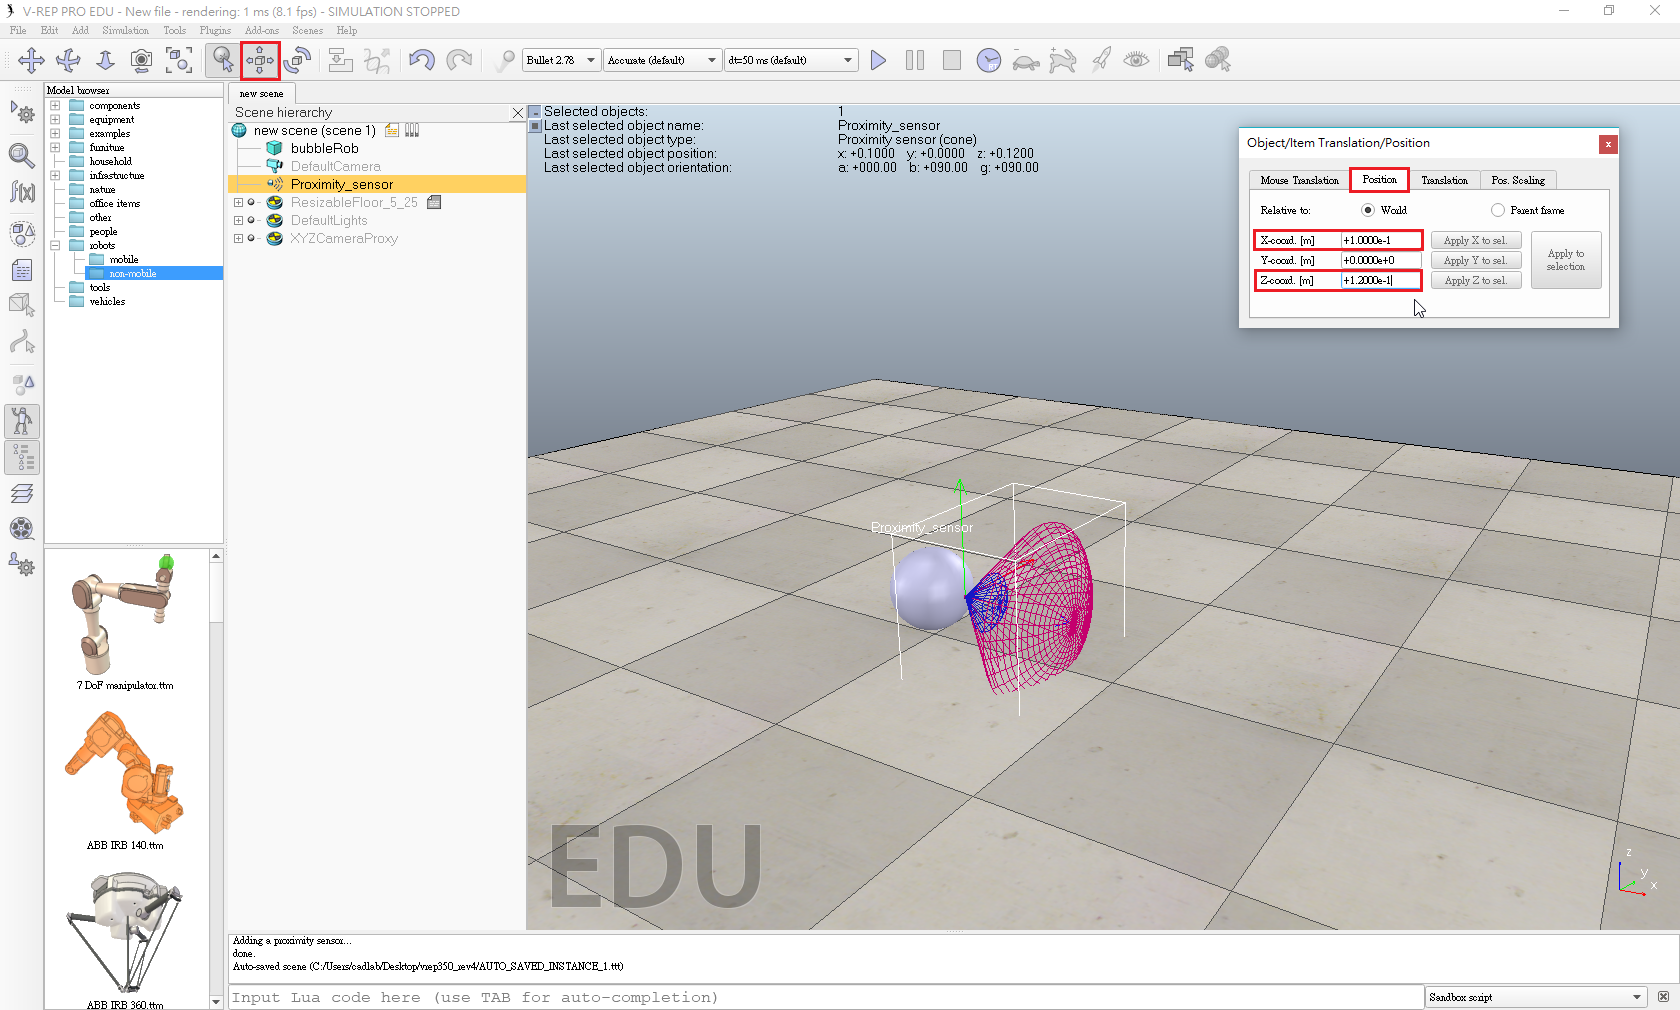 V-REP PRO EDU - New file - rendering: 1 ms (8.1 fps) - SIMULATION STOPPED
File Edit Add Simulation Tools Plugins Add-ons Scenes Help
Bullet 2.78 Accurate (default) dt=50 ms (default)
Model browser
components
equipment
examples
furniture
household
infrastructure
nature
office items
other
people
robots
mobile
non-mobile
tools
vehicles
7 DoF manipulator.ttm
ABB IRB 140.ttm
ABB IRB 360.ttm
new scene
Scene hierarchy
new scene (scene 1)
bubbleRob
DefaultCamera
Proximity_sensor
ResizableFloor_5_25
DefaultLights
XYZCameraProxy
Selected objects: 1
Last selected object name: Proximity_sensor
Last selected object type: Proximity sensor (cone)
Last selected object position: x: +0.1000 y: +0.0000 z: +0.1200
Last selected object orientation: a: +000.00 b: +090.00 g: +090.00
Object/Item Translation/Position
x
Mouse Translation Position Translation Pos. Scaling
Relative to: World Parent frame
X-coord. [m] +1.0000e-1 Apply X to sel.
Y-coord. [m] +0.0000e+0 Apply Y to sel.
Z-coord. [m] +1.2000e-1 Apply Z to sel.
Apply to
selection
Proximity_sensor
EDU
z
y
x
Adding a proximity sensor...
done.
Auto-saved scene (C:/Users/cadlab/Desktop/vrep350_rev4/AUTO_SAVED_INSTANCE_1.ttt)
Input Lua code here (use TAB for auto-completion)
Sandbox script